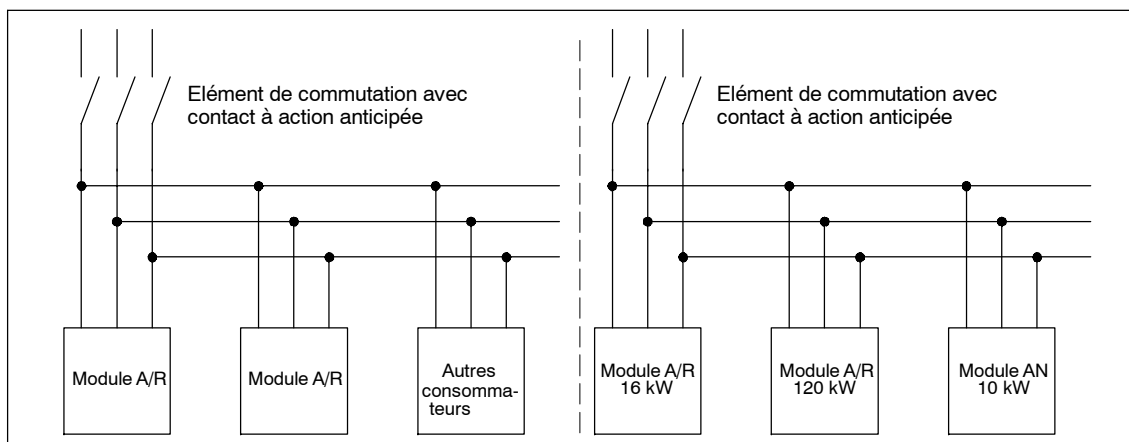 Elément de commutation avec
contact à action anticipée
Module A/R
Module A/R
Autres
consomma-
teurs
Elément de commutation avec
contact à action anticipée
Module A/R
16 kW
Module A/R
120 kW
Module AN
10 kW